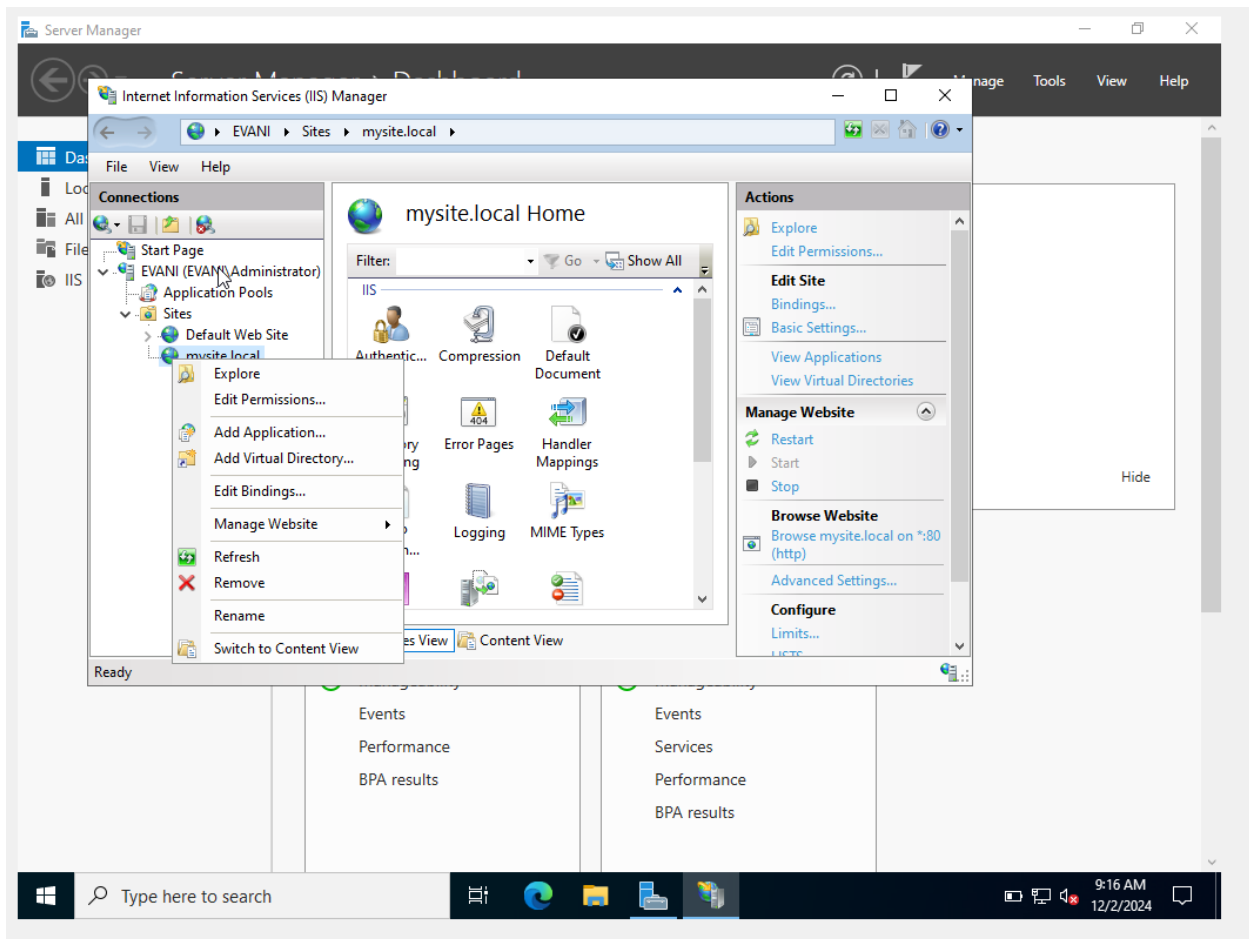 Server Manager
Manage Tools View Help
Internet Information Services (IIS) Manager
EVANI Sites mysite.local
File View Help
Connections
Start Page
EVANI (EVANI\Administrator)
Application Pools
Sites
Default Web Site
mysite.local
Explore
Edit Permissions...
Add Application...
Add Virtual Directory...
Edit Bindings...
Manage Website
Refresh
Remove
Rename
Switch to Content View
mysite.local Home
Filter: Go Show All
IIS
Authentic... Compression Default Document
Error Pages Handler Mappings
Logging MIME Types
Content View
Actions
Explore
Edit Permissions...
Edit Site
Bindings...
Basic Settings...
View Applications
View Virtual Directories
Manage Website
Restart
Start
Stop
Browse Website
Browse mysite.local on *:80
(http)
Advanced Settings...
Configure
Limits...
Ready
All
File
IIS
Hide
Events
Performance
BPA results
Events
Services
Performance
BPA results
Type here to search
9:16 AM
12/2/2024